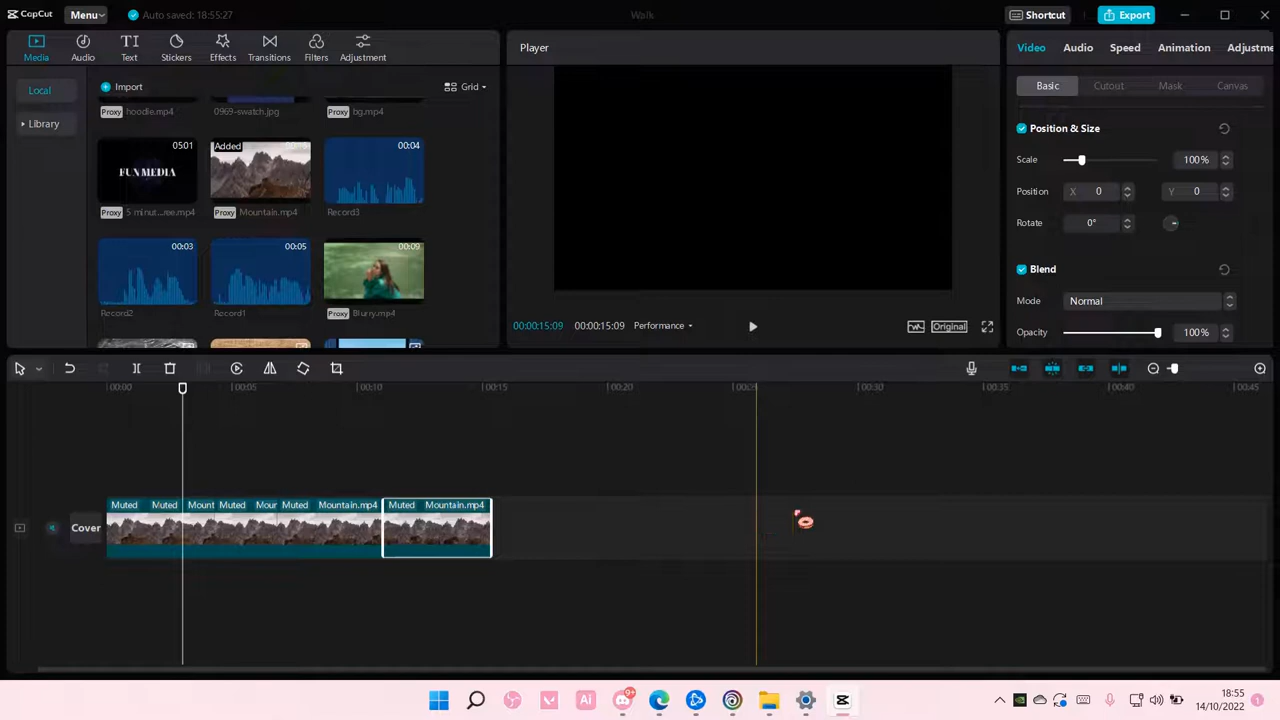 CapCut
Menu
Auto saved: 18:55:27
Walk
Shortcut
Export
Media
Audio
Text
Stickers
Effects
Transitions
Filters
Adjustment
Local
Library
Import
Grid
Proxy hoodie.mp4
0969-swatch.jpg
Proxy bg.mp4
05:01
FUN MEDIA
Proxy 5 minut...ree.mp4
Added
Proxy Mountain.mp4
00:04
Record3
00:03
Record2
00:05
Record1
00:09
Proxy Blurry.mp4
Player
00:00:15:09
00:00:15:09
Performance
Original
Video
Audio
Speed
Animation
Adjustme
Basic
Cutout
Mask
Canvas
Position & Size
Scale
100%
Position
X 0
Y 0
Rotate
0°
Blend
Mode
Normal
Opacity
100%
00:00
00:05
00:10
00:15
00:20
00:30
00:35
00:40
00:45
Cover
Muted
Muted
Mount
Muted
Mour
Muted
Mountain.mp4
Muted
Mountain.mp4
Ai
9+
18:55
14/10/2022
1